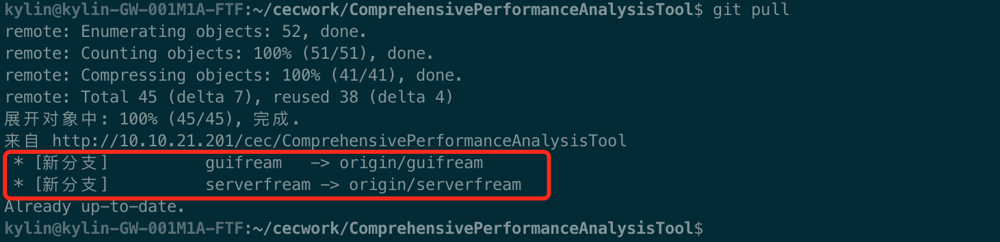 kylin@kylin-GW-001M1A-FTF:~/cecwork/ComprehensivePerformanceAnalysisTool$ git pull
remote: Enumerating objects: 52, done.
remote: Counting objects: 100% (51/51), done.
remote: Compressing objects: 100% (41/41), done.
remote: Total 45 (delta 7), reused 38 (delta 4)
展开对象中: 100% (45/45), 完成.
来自 http://10.10.21.201/cec/ComprehensivePerformanceAnalysisTool
 * [新分支]          guifream   -> origin/guifream
 * [新分支]          serverfream -> origin/serverfream
Already up-to-date.
kylin@kylin-GW-001M1A-FTF:~/cecwork/ComprehensivePerformanceAnalysisTool$